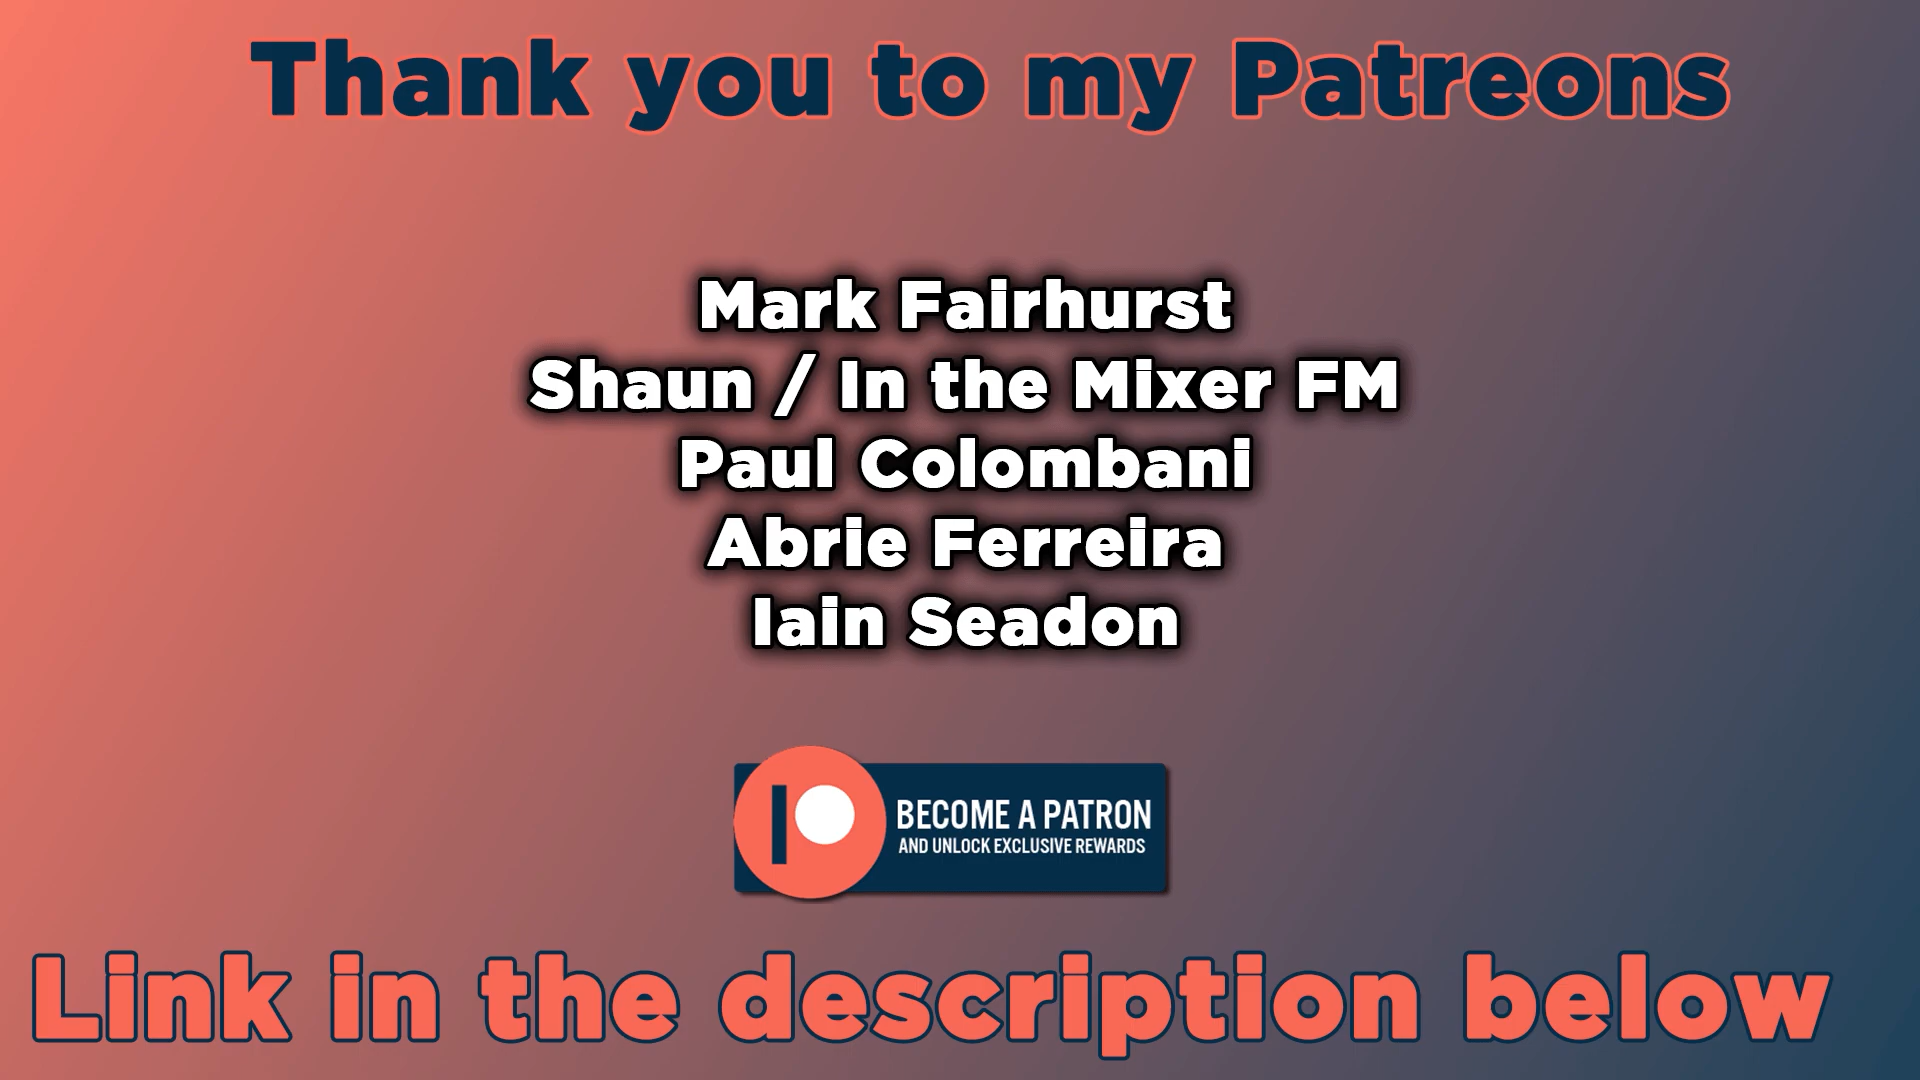 Thank you to my Patreons
Mark Fairhurst
Shaun / In the Mixer FM
Paul Colombani
Abrie Ferreira
Iain Seadon
BECOME A PATRON
AND UNLOCK EXCLUSIVE REWARDS
Link in the description below